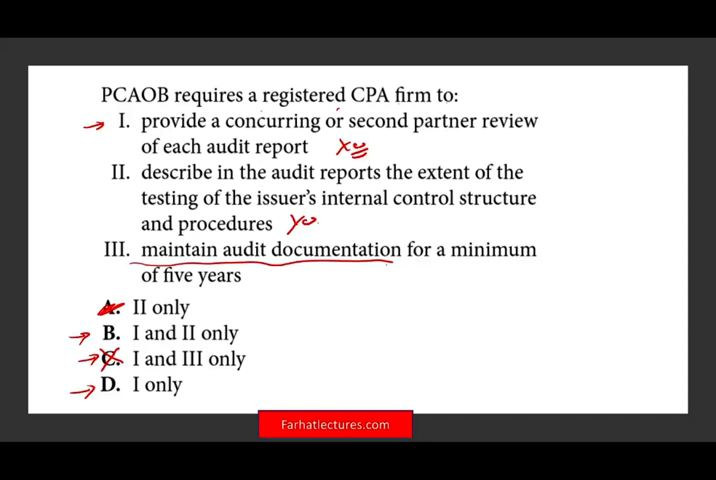 PCAOB requires a registered CPA firm to:
I. provide a concurring or second partner review
of each audit report
II. describe in the audit reports the extent of the
testing of the issuer's internal control structure
and procedures
III. maintain audit documentation for a minimum
of five years
A. II only
B. I and II only
C. I and III only
D. I only
Farhatlectures.com